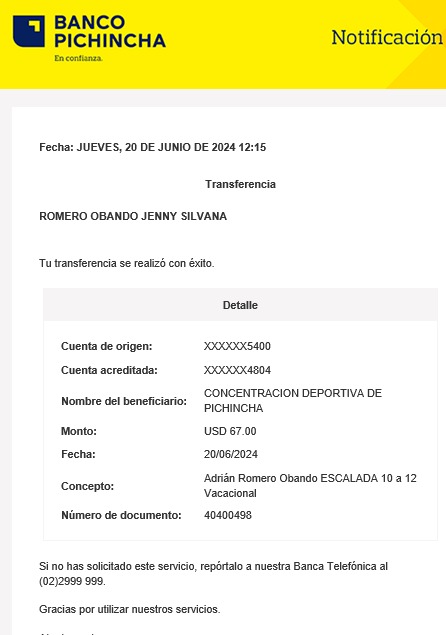 BANCO
PICHINCHA
En confianza.
Notificación
Fecha: JUEVES, 20 DE JUNIO DE 2024 12:15
Transferencia
ROMERO OBANDO JENNY SILVANA
Tu transferencia se realizó con éxito.
Detalle
Cuenta de origen: XXXXXX5400
Cuenta acreditada: XXXXXX4804
Nombre del beneficiario: CONCENTRACION DEPORTIVA DE
PICHINCHA
Monto: USD 67.00
Fecha: 20/06/2024
Concepto: Adrián Romero Obando ESCALADA 10 a 12
Vacacional
Número de documento: 40400498
Si no has solicitado este servicio, repórtalo a nuestra Banca Telefónica al
(02)2999 999.
Gracias por utilizar nuestros servicios.